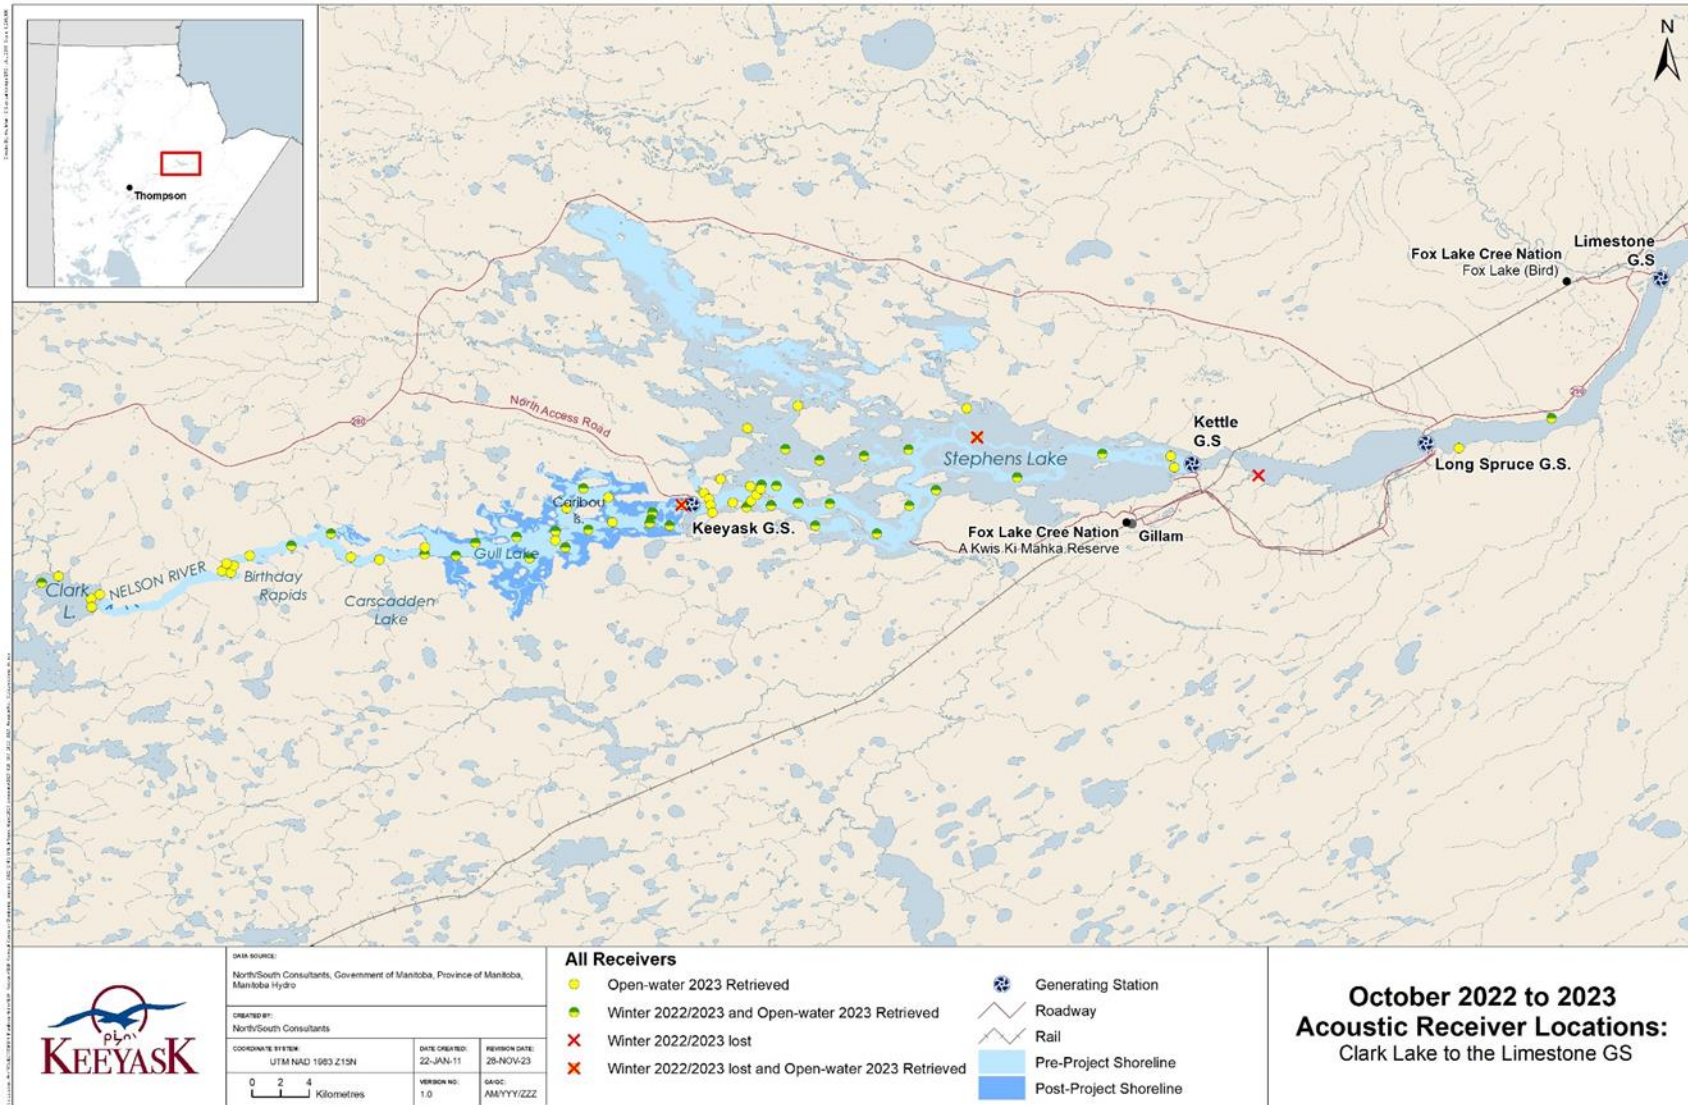 N
Thompson
Limestone
G.S
Fox Lake Cree Nation
Fox Lake (Bird)
290
280
North Access Road
Kettle
G.S
Stephens Lake
Long Spruce G.S.
Caribou
Is.
Keeyask G.S.
Fox Lake Cree Nation
A Kwis Ki Mahka Reserve
Gillam
Gull Lake
NELSON RIVER
Birthday
Rapids
Clark
L.
Carscadden
Lake
KEEYASK
DATA SOURCE:
North/South Consultants, Government of Manitoba, Province of Manitoba,
Manitoba Hydro
CREATED BY:
North/South Consultants
COORDINATE SYSTEM:
UTM NAD 1983 Z15N
DATE CREATED:
22-JAN-11
REVISION DATE:
28-NOV-23
0 2 4
Kilometres
VERSION NO:
1.0
QA/QC:
AM/YYY/ZZZ
All Receivers
Open-water 2023 Retrieved
Winter 2022/2023 and Open-water 2023 Retrieved
Winter 2022/2023 lost
Winter 2022/2023 lost and Open-water 2023 Retrieved
Generating Station
Roadway
Rail
Pre-Project Shoreline
Post-Project Shoreline
October 2022 to 2023
Acoustic Receiver Locations:
Clark Lake to the Limestone GS